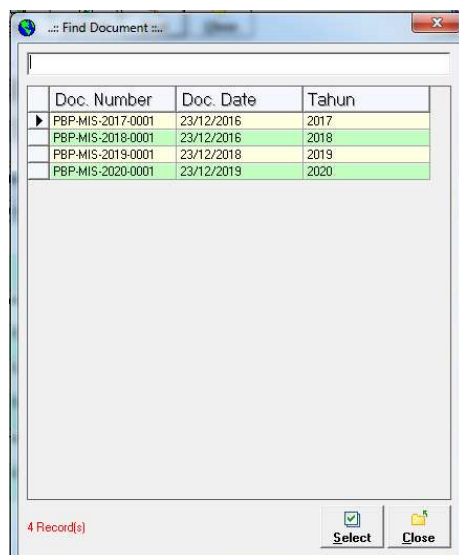 ..:: Find Document ::..
Doc. Number Doc. Date Tahun
PBP-MIS-2017-0001 23/12/2016 2017
PBP-MIS-2018-0001 23/12/2016 2018
PBP-MIS-2019-0001 23/12/2018 2019
PBP-MIS-2020-0001 23/12/2019 2020
4 Record(s)
Select Close